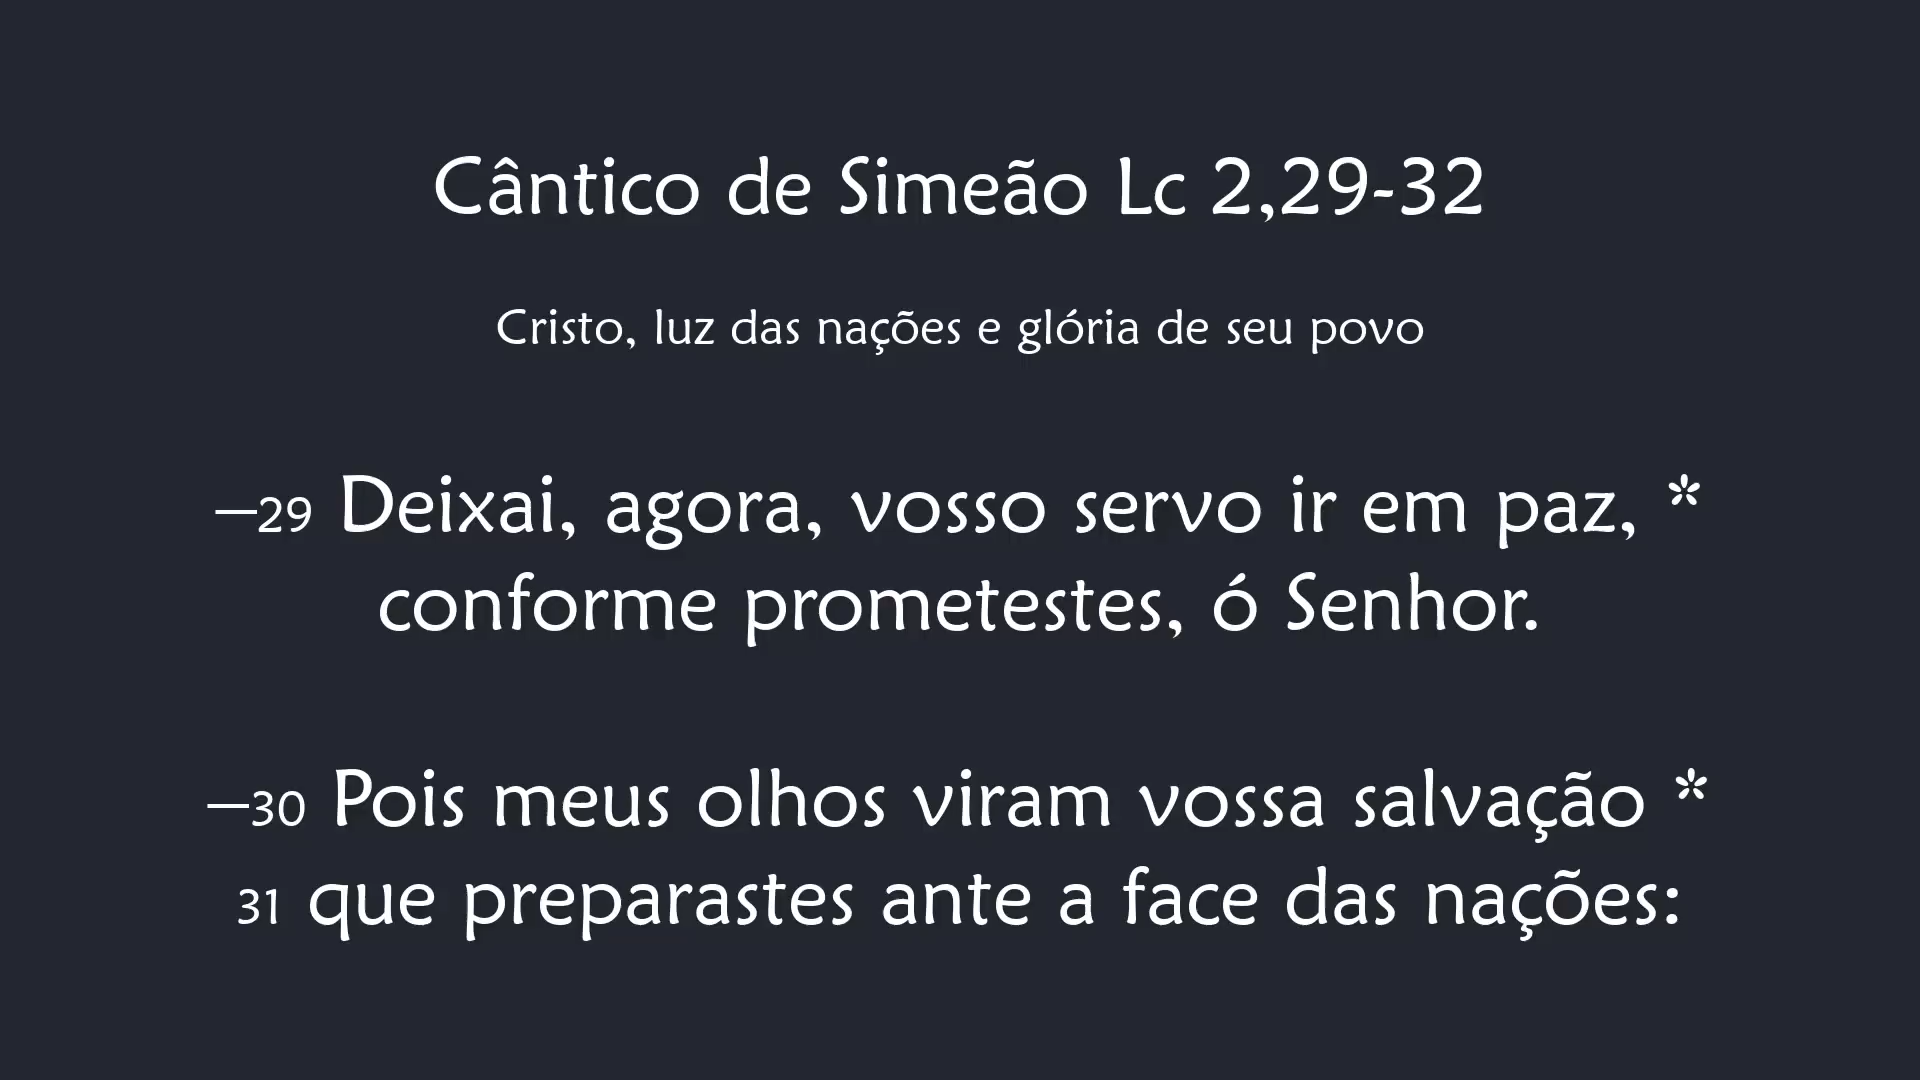 Cântico de Simeão Lc 2,29-32
Cristo, luz das nações e glória de seu povo
—29 Deixai, agora, vosso servo ir em paz, *
conforme prometestes, ó Senhor.
—30 Pois meus olhos viram vossa salvação *
31 que preparastes ante a face das nações: